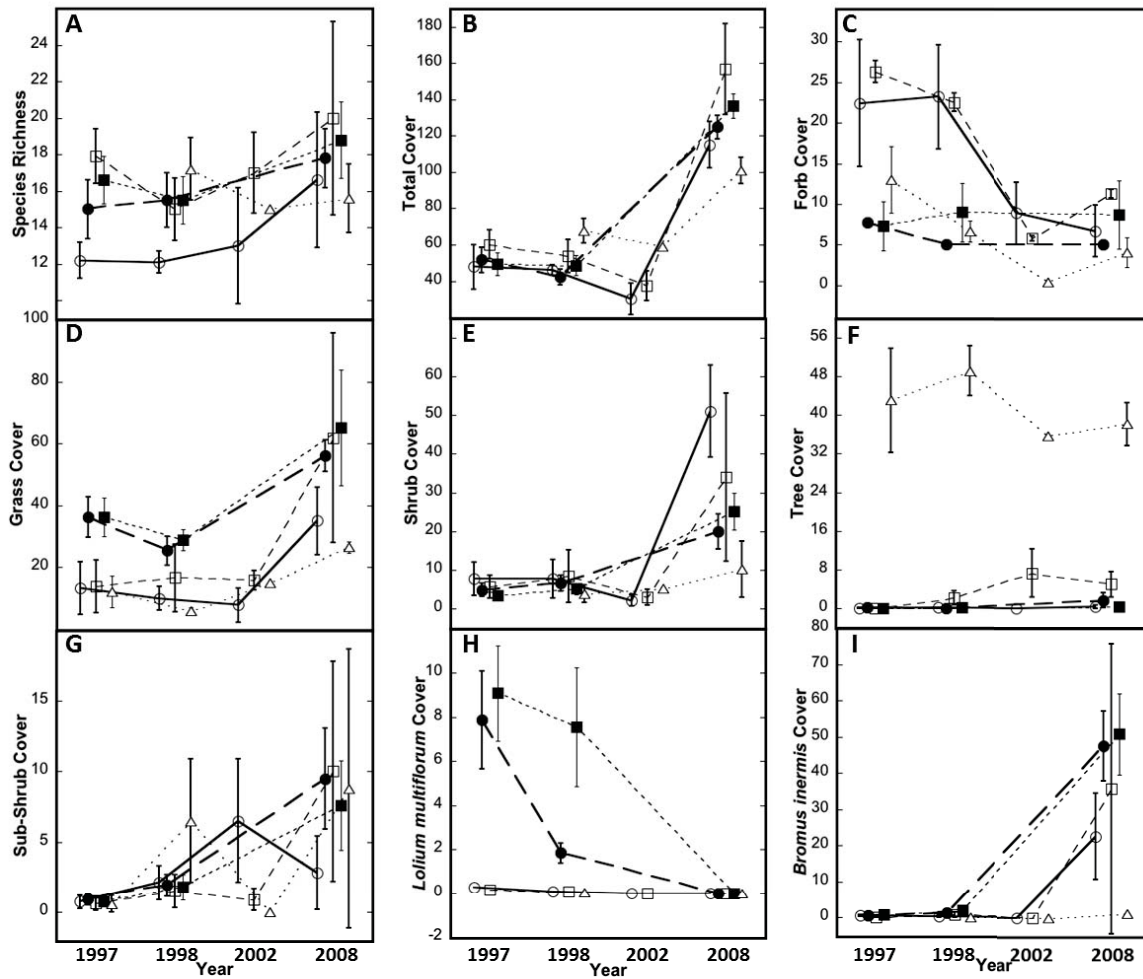 A
Species Richness
24
22
20
18
16
14
12
100
B
Total Cover
180
160
140
120
100
80
60
40
C
Forb Cover
30
25
20
15
10
5
0
D
Grass Cover
80
60
40
20
E
Shrub Cover
60
50
40
30
20
10
0
F
Tree Cover
56
48
40
32
24
16
8
0
80
G
Sub-Shrub Cover
15
10
5
0
H
Lolium multiflorum Cover
10
8
6
4
2
0
-2
I
Bromus inermis Cover
70
60
50
40
30
20
10
0
1997 1998 2002 2008
Year
1997 1998 2002 2008
Year
1997 1998 2002 2008
Year